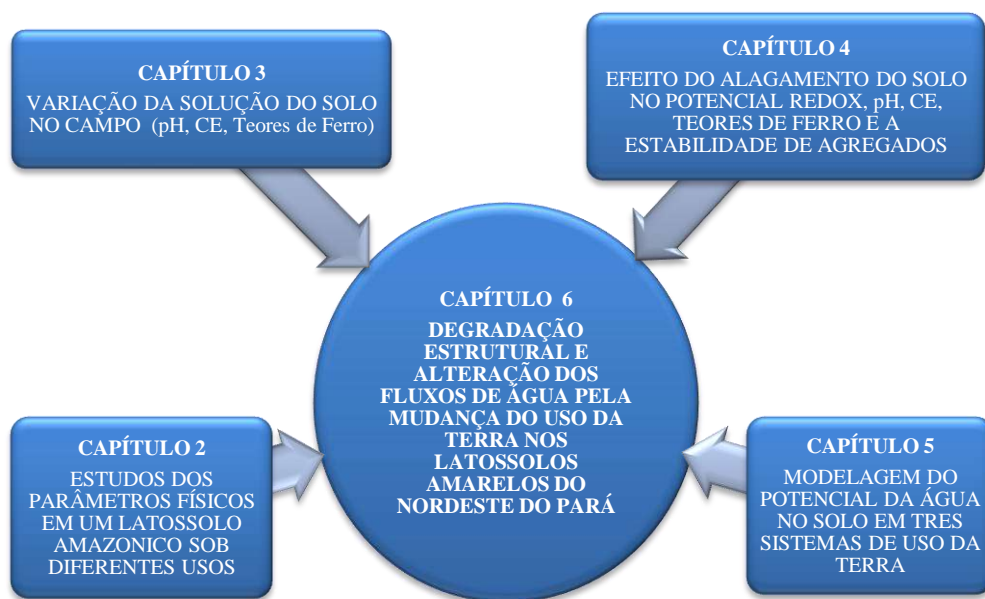 CAPÍTULO 3
VARIAÇÃO DA SOLUÇÃO DO SOLO
NO CAMPO (pH, CE, Teores de Ferro)
CAPÍTULO 4
EFEITO DO ALAGAMENTO DO SOLO
NO POTENCIAL REDOX, pH, CE,
TEORES DE FERRO E A
ESTABILIDADE DE AGREGADOS
CAPÍTULO 6
DEGRADAÇÃO
ESTRUTURAL E
ALTERAÇÃO DOS
FLUXOS DE ÁGUA PELA
MUDANÇA DO USO DA
TERRA NOS
LATOSSOLOS
AMARELOS DO
NORDESTE DO PARÁ
CAPÍTULO 2
ESTUDOS DOS
PARÂMETROS FÍSICOS
EM UM LATOSSOLO
AMAZONICO SOB
DIFERENTES USOS
CAPÍTULO 5
MODELAGEM DO
POTENCIAL DA ÁGUA
NO SOLO EM TRES
SISTEMAS DE USO DA
TERRA